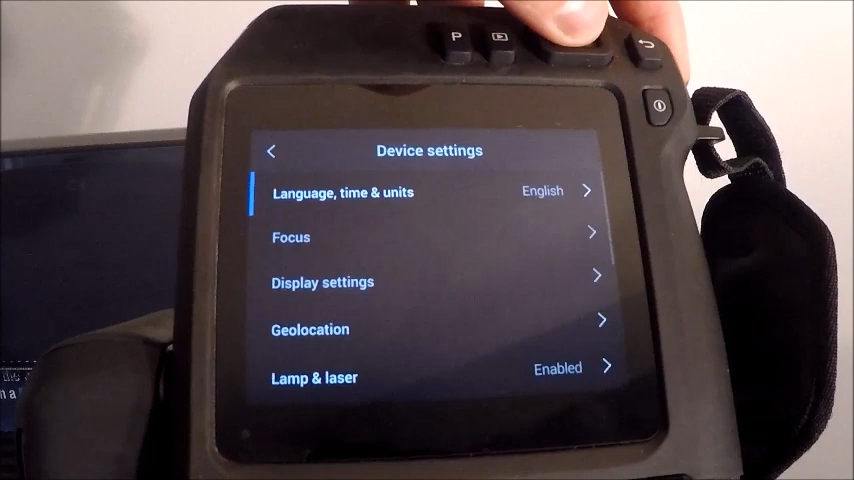 P
Device settings
Language, time & units English
Focus
Display settings
Geolocation
Lamp & laser Enabled